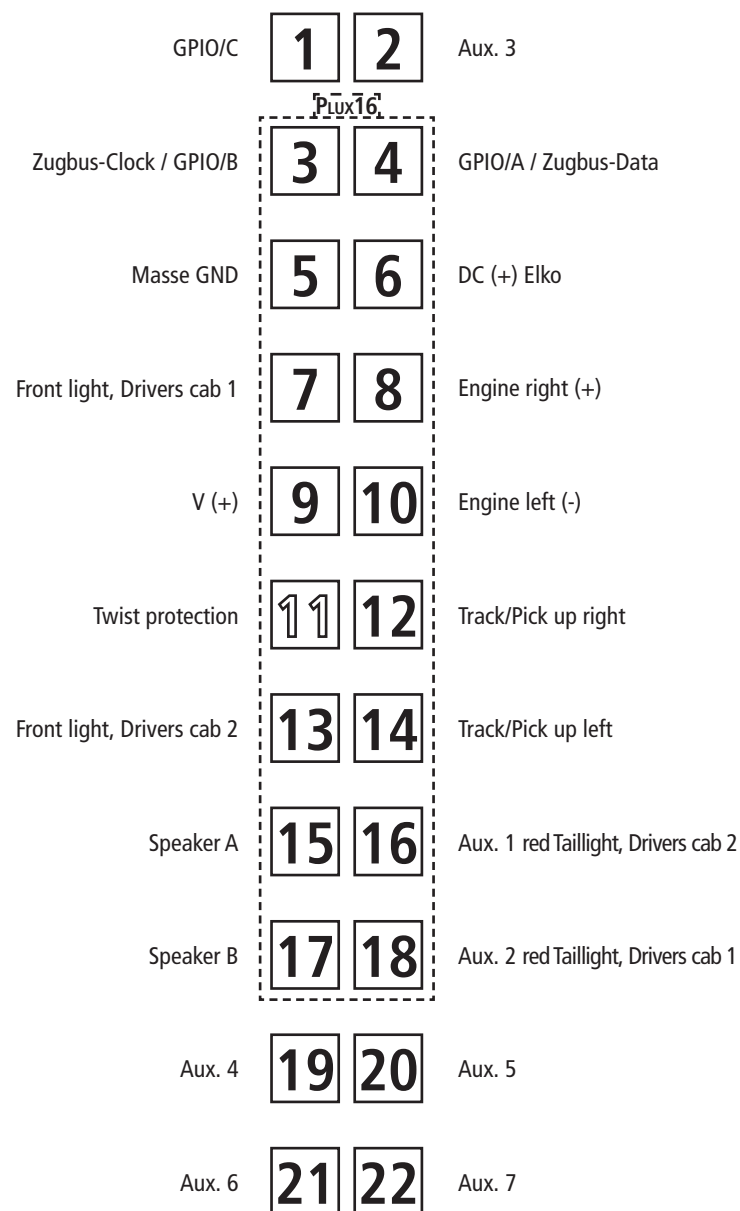 GPIO/C 1 2 Aux. 3
PLUX16
Zugbus-Clock / GPIO/B 3 4 GPIO/A / Zugbus-Data
Masse GND 5 6 DC (+) Elko
Front light, Drivers cab 1 7 8 Engine right (+)
V (+) 9 10 Engine left (-)
Twist protection 11 12 Track/Pick up right
Front light, Drivers cab 2 13 14 Track/Pick up left
Speaker A 15 16 Aux. 1 red Taillight, Drivers cab 2
Speaker B 17 18 Aux. 2 red Taillight, Drivers cab 1
Aux. 4 19 20 Aux. 5
Aux. 6 21 22 Aux. 7